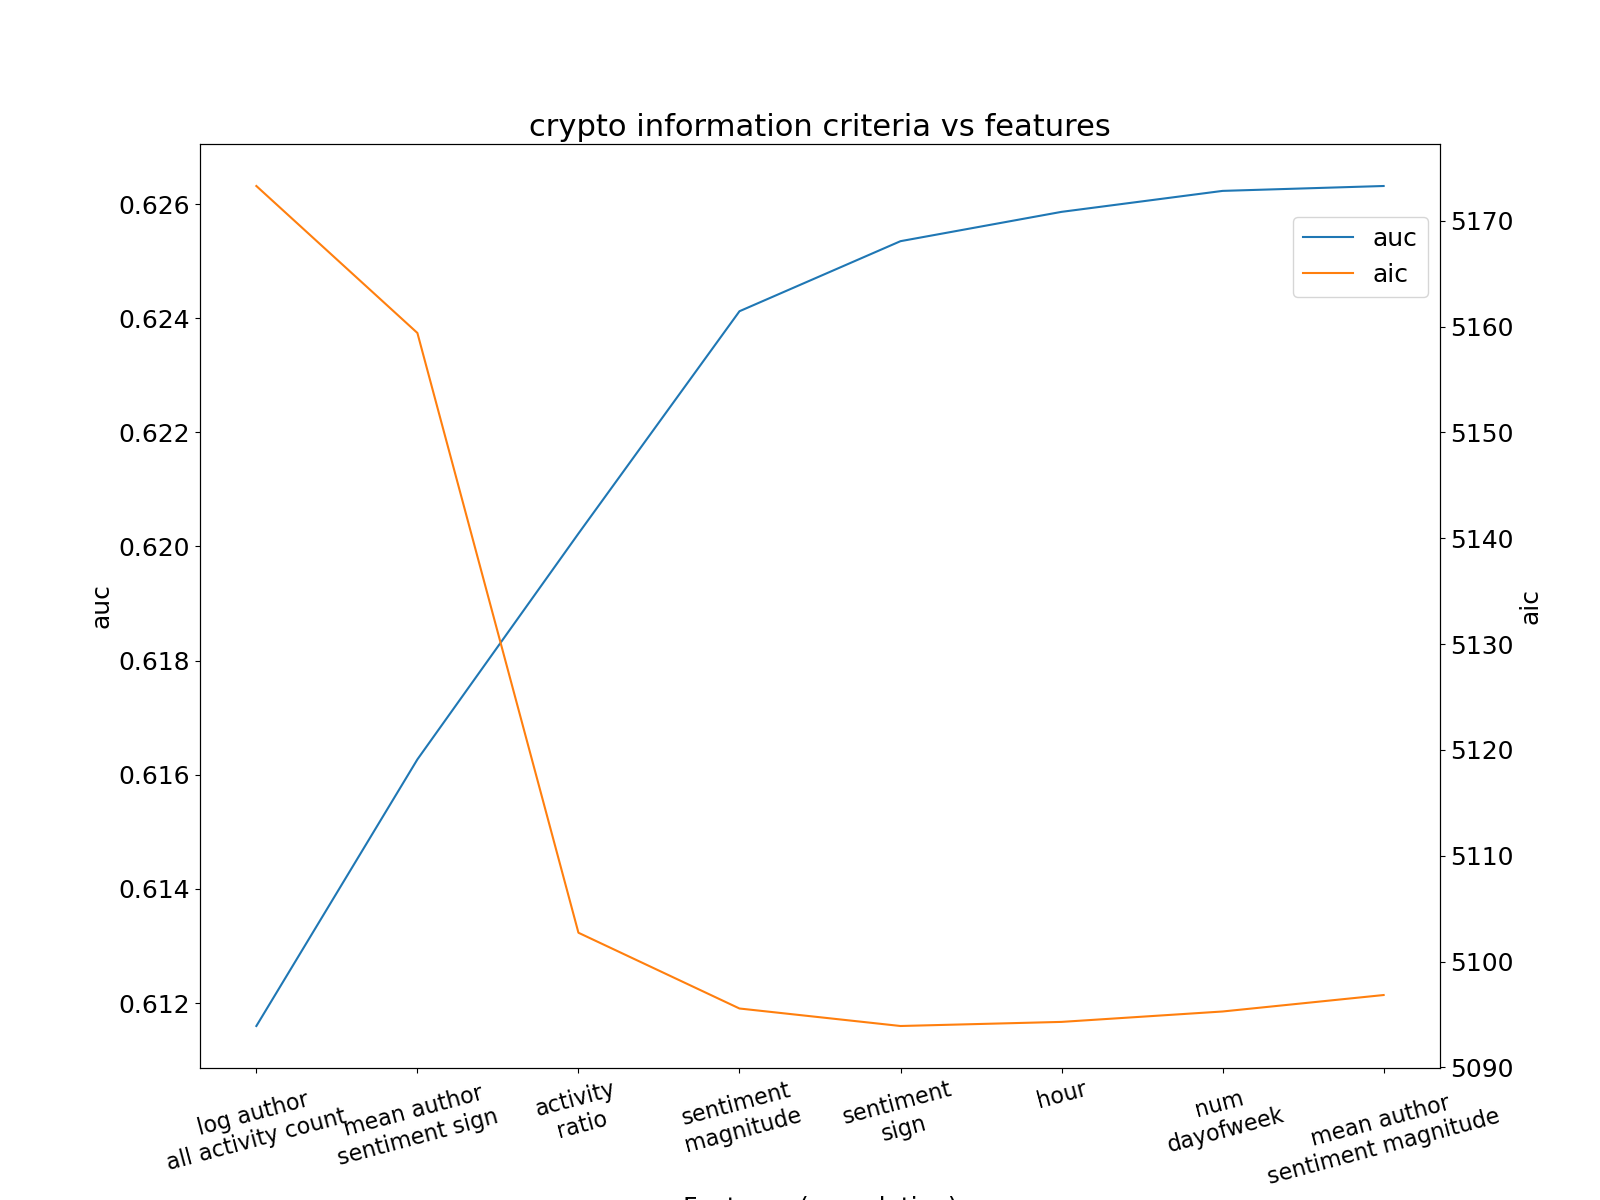 crypto information criteria vs features
0.626
0.624
0.622
0.620
0.618
0.616
0.614
0.612
auc
5170
5160
5150
5140
5130
5120
5110
5100
5090
aic
auc
aic
log author
all activity count
mean author
sentiment sign
activity
ratio
sentiment
magnitude
sentiment
sign
hour
num
dayofweek
mean author
sentiment magnitude